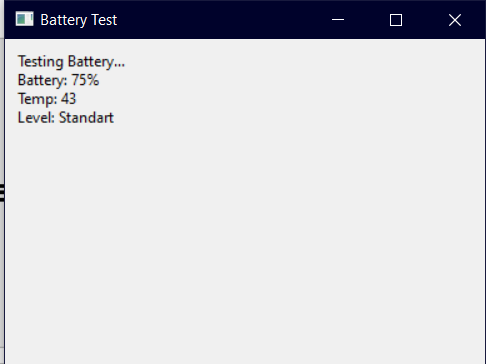 Battery Test
Testing Battery...
Battery: 75%
Temp: 43
Level: Standart